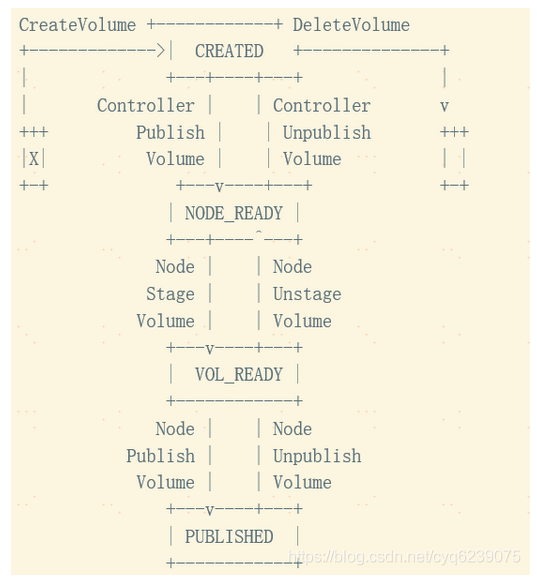 CreateVolume +------------+ DeleteVolume
+------------->| CREATED +--------------+
| +---+----+---+ |
| Controller | | Controller v
+++ Publish | | Unpublish +++
|X| Volume | | Volume | |
+-+ +---v----+---+ +-+
| NODE_READY |
+---+----^---+
Node | | Node
Stage | | Unstage
Volume | | Volume
+---v----+---+
| VOL_READY |
+------------+
Node | | Node
Publish | | Unpublish
Volume | | Volume
+---v----+---+
| PUBLISHED |
+------------+
https://blog.csdn.net/cyq6239075